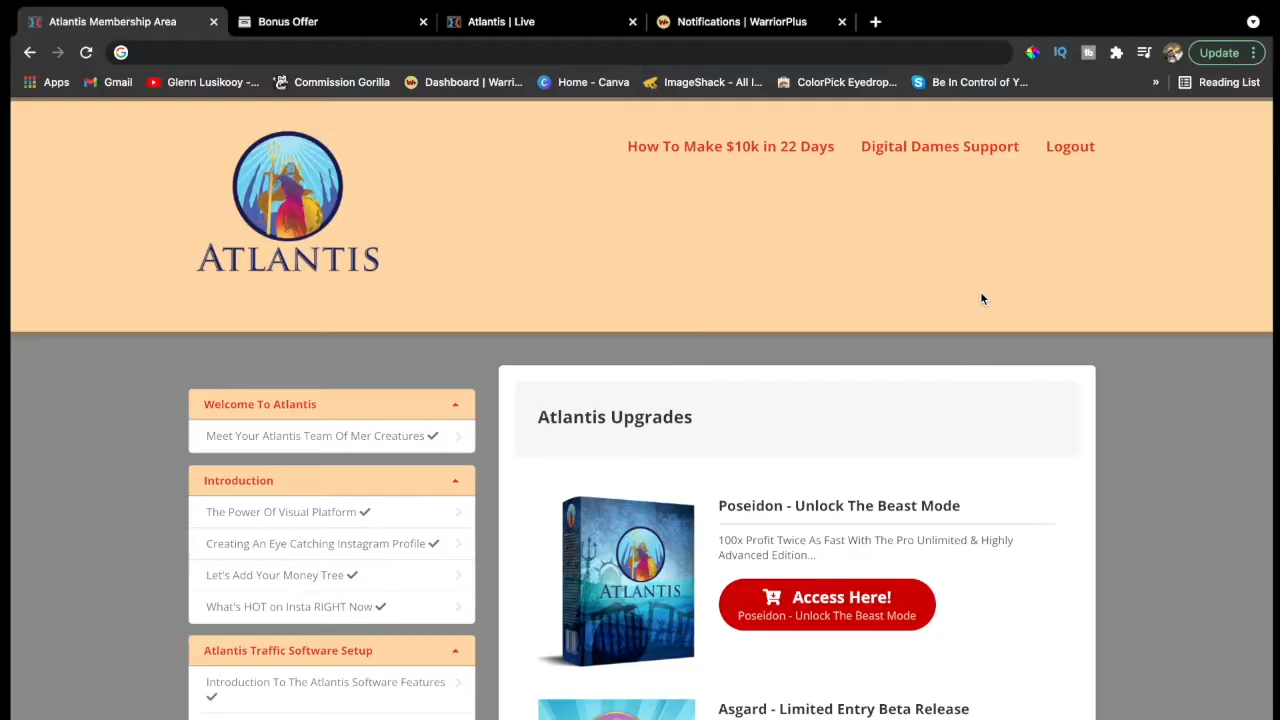 Atlantis Membership Area
Bonus Offer
Atlantis | Live
Notifications | WarriorPlus
Update
Apps
Gmail
Glenn Lusikooy -...
Commission Gorilla
Dashboard | Warri...
Home - Canva
ImageShack - All I...
ColorPick Eyedrop...
Be In Control of Y...
»
Reading List
How To Make $10k in 22 Days
Digital Dames Support
Logout
ATLANTIS
Welcome To Atlantis
Meet Your Atlantis Team Of Mer Creatures
Introduction
The Power Of Visual Platform
Creating An Eye Catching Instagram Profile
Let's Add Your Money Tree
What's HOT on Insta RIGHT Now
Atlantis Traffic Software Setup
Introduction To The Atlantis Software Features
Atlantis Upgrades
ATLANTIS
Poseidon - Unlock The Beast Mode
100x Profit Twice As Fast With The Pro Unlimited & Highly
Advanced Edition...
Access Here!
Poseidon - Unlock The Beast Mode
Asgard - Limited Entry Beta Release